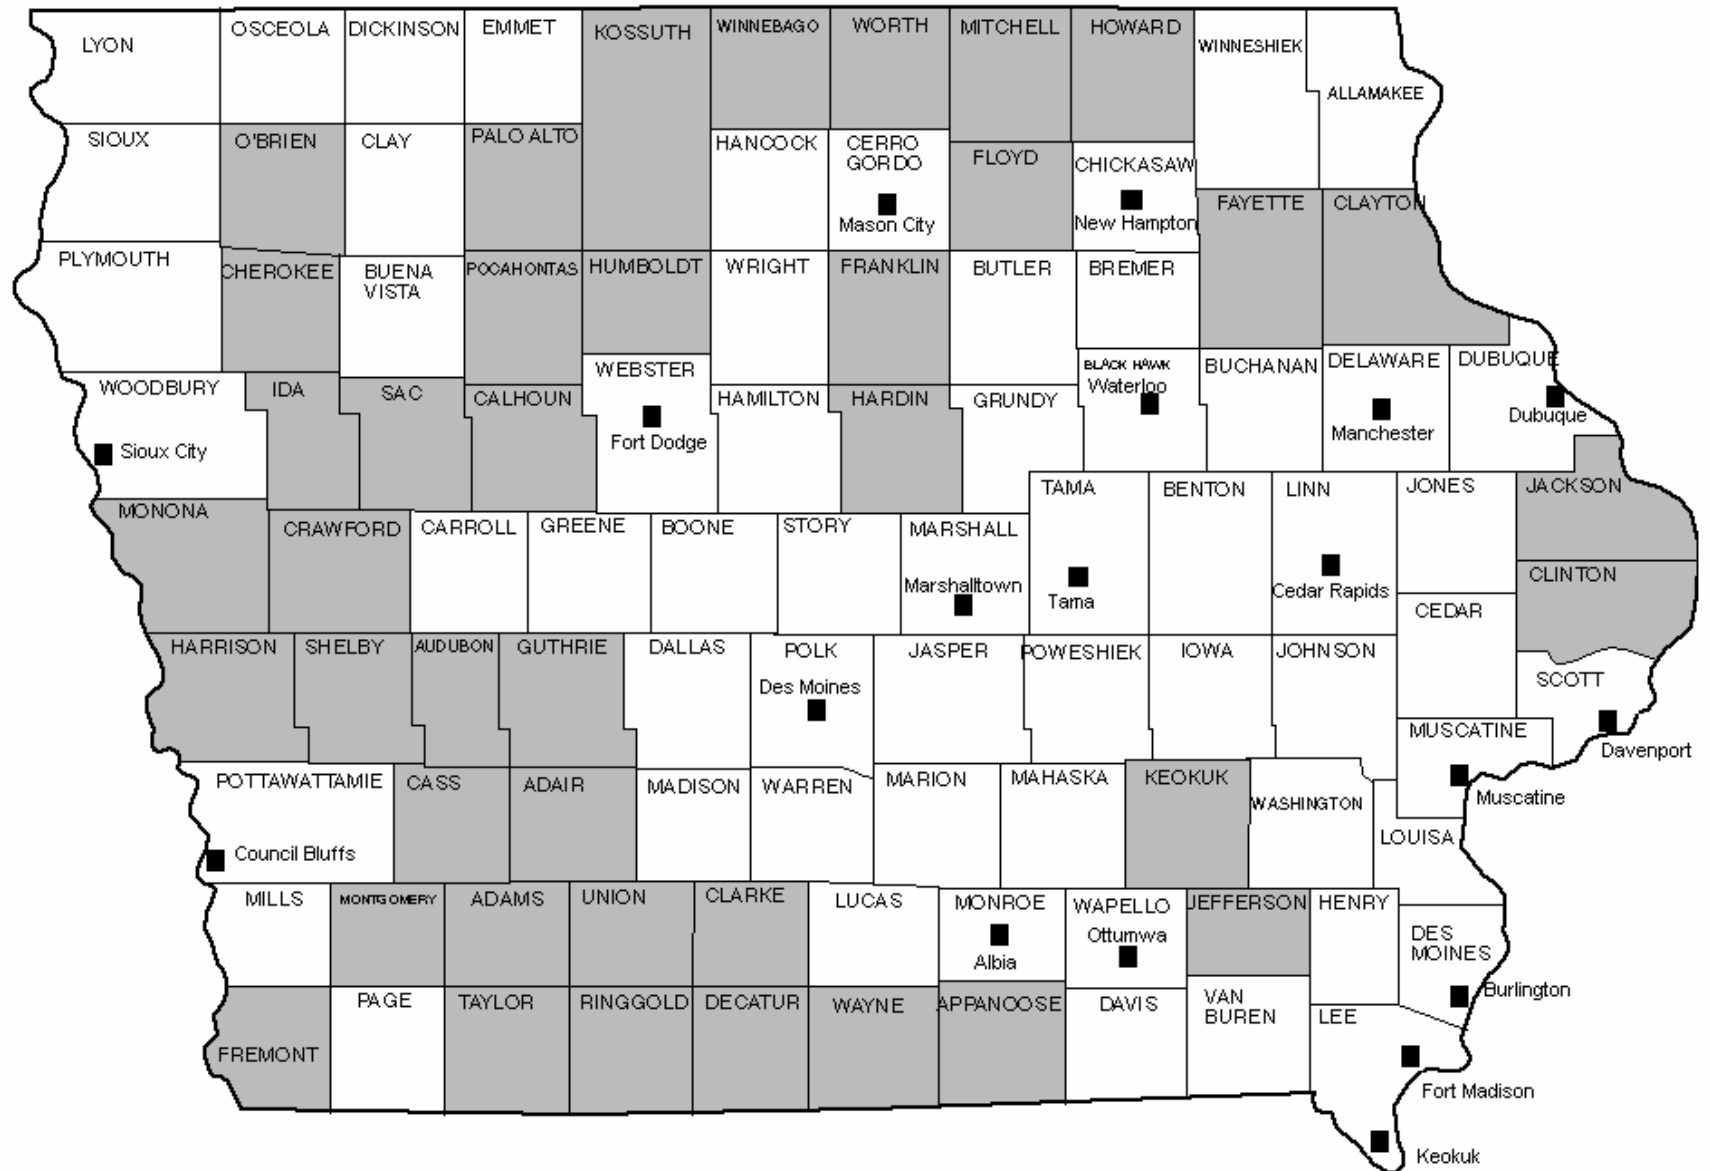 LYON
OSCEOLA
DICKINSON
EMMET
KOSSUTH
WINNEBAGO
WORTH
MITCHELL
HOWARD
WINNESHIEK
ALLAMAKEE
SIOUX
O'BRIEN
CLAY
PALO ALTO
HANCOCK
CERRO
GORDO
Mason City
FLOYD
CHICKASAW
New Hampton
FAYETTE
CLAYTON
PLYMOUTH
CHEROKEE
BUENA
VISTA
POCAHONTAS
HUMBOLDT
WRIGHT
FRANKLIN
BUTLER
BREMER
WOODBURY
Sioux City
IDA
SAC
CALHOUN
WEBSTER
Fort Dodge
HAMILTON
HARDIN
GRUNDY
BLACK HAWK
Waterloo
BUCHANAN
DELAWARE
Manchester
DUBUQUE
Dubuque
MONONA
CRAWFORD
CARROLL
GREENE
BOONE
STORY
MARSHALL
Marshalltown
TAMA
Tama
BENTON
LINN
Cedar Rapids
JONES
JACKSON
CLINTON
CEDAR
HARRISON
SHELBY
AUDUBON
GUTHRIE
DALLAS
POLK
Des Moines
JASPER
POWESHIEK
IOWA
JOHNSON
SCOTT
Davenport
MUSCATINE
Muscatine
POTTAWATTAMIE
Council Bluffs
CASS
ADAIR
MADISON
WARREN
MARION
MAHASKA
KEOKUK
WASHINGTON
LOUISA
MILLS
MONTGOMERY
ADAMS
UNION
CLARKE
LUCAS
MONROE
Albia
WAPELLO
Ottumwa
JEFFERSON
HENRY
DES
MOINES
Burlington
FREMONT
PAGE
TAYLOR
RINGGOLD
DECATUR
WAYNE
APPANOOSE
DAVIS
VAN
BUREN
LEE
Fort Madison
Keokuk